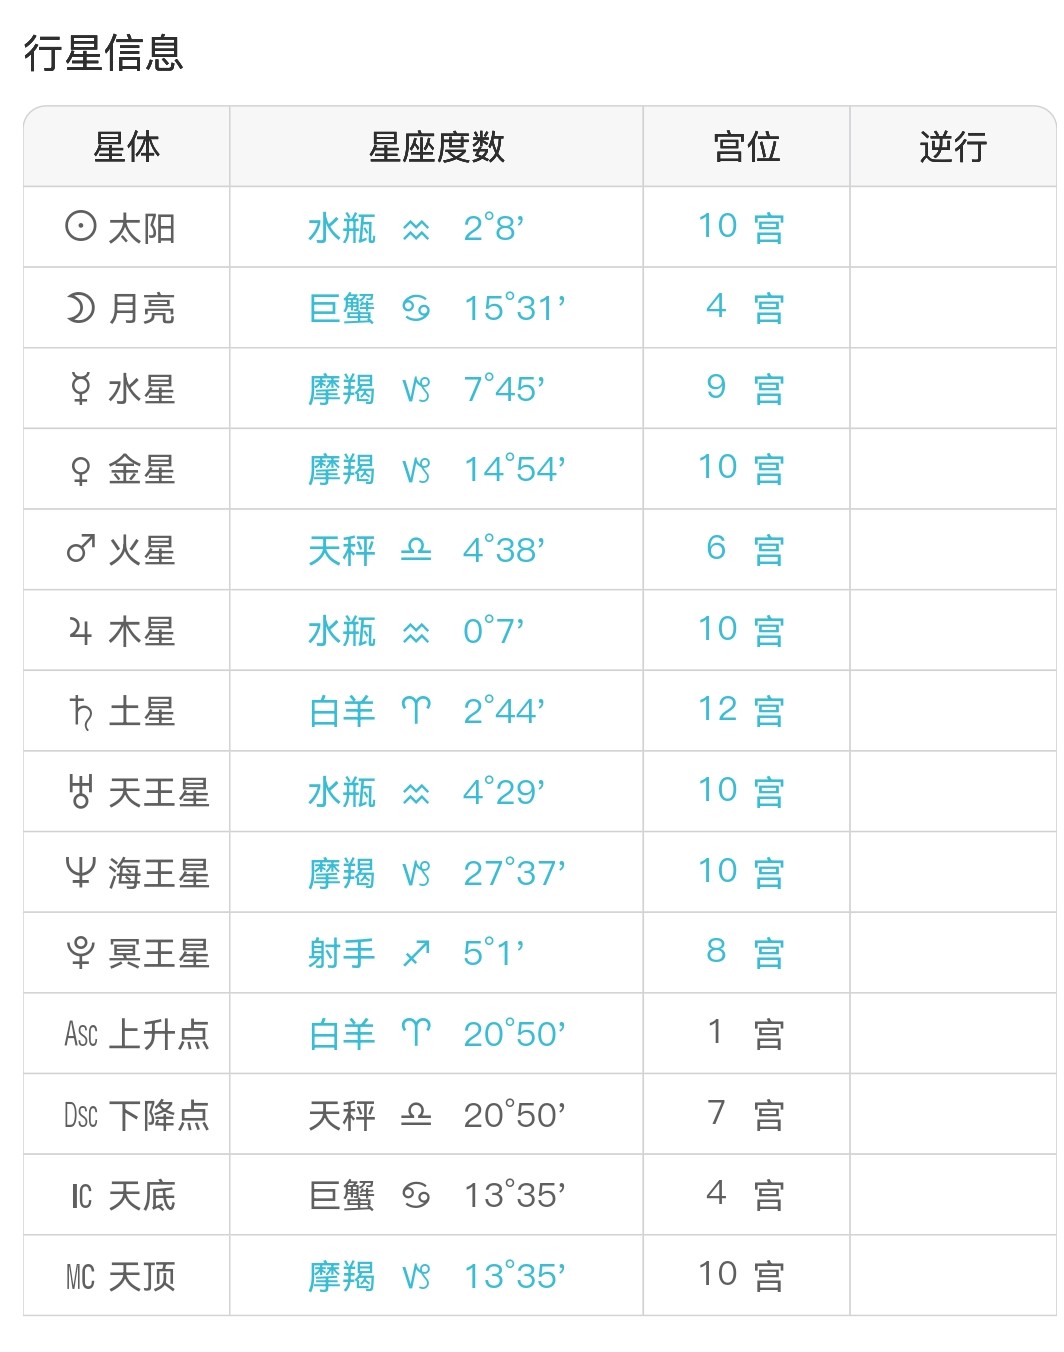 行星信息
星体 星座度数 宫位 逆行
☉ 太阳 水瓶 ♒ 2°8’ 10 宫
☽ 月亮 巨蟹 ♋ 15°31’ 4 宫
☿ 水星 摩羯 ♑ 7°45’ 9 宫
♀ 金星 摩羯 ♑ 14°54’ 10 宫
♂ 火星 天秤 ♎ 4°38’ 6 宫
♃ 木星 水瓶 ♒ 0°7’ 10 宫
♄ 土星 白羊 ♈ 2°44’ 12 宫
♅ 天王星 水瓶 ♒ 4°29’ 10 宫
♆ 海王星 摩羯 ♑ 27°37’ 10 宫
♇ 冥王星 射手 ♐ 5°1’ 8 宫
Asc 上升点 白羊 ♈ 20°50’ 1 宫
Dsc 下降点 天秤 ♎ 20°50’ 7 宫
IC 天底 巨蟹 ♋ 13°35’ 4 宫
MC 天顶 摩羯 ♑ 13°35’ 10 宫